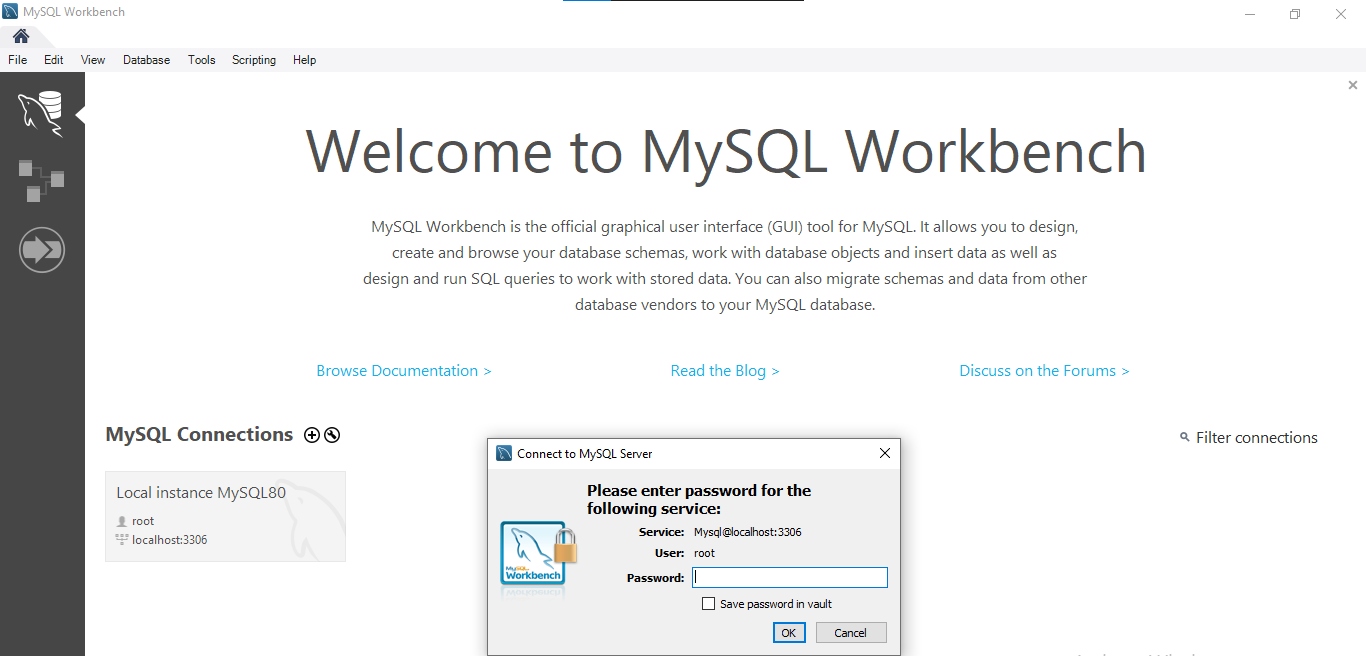 MySQL Workbench
File Edit View Database Tools Scripting Help
Welcome to MySQL Workbench
MySQL Workbench is the official graphical user interface (GUI) tool for MySQL. It allows you to design,
create and browse your database schemas, work with database objects and insert data as well as
design and run SQL queries to work with stored data. You can also migrate schemas and data from other
database vendors to your MySQL database.
Browse Documentation > Read the Blog > Discuss on the Forums >
MySQL Connections
Filter connections
Local instance MySQL80
root
localhost:3306
Connect to MySQL Server
Please enter password for the
following service:
Service: Mysql@localhost:3306
User: root
Password:
Save password in vault
OK Cancel
MySQL
Workbench